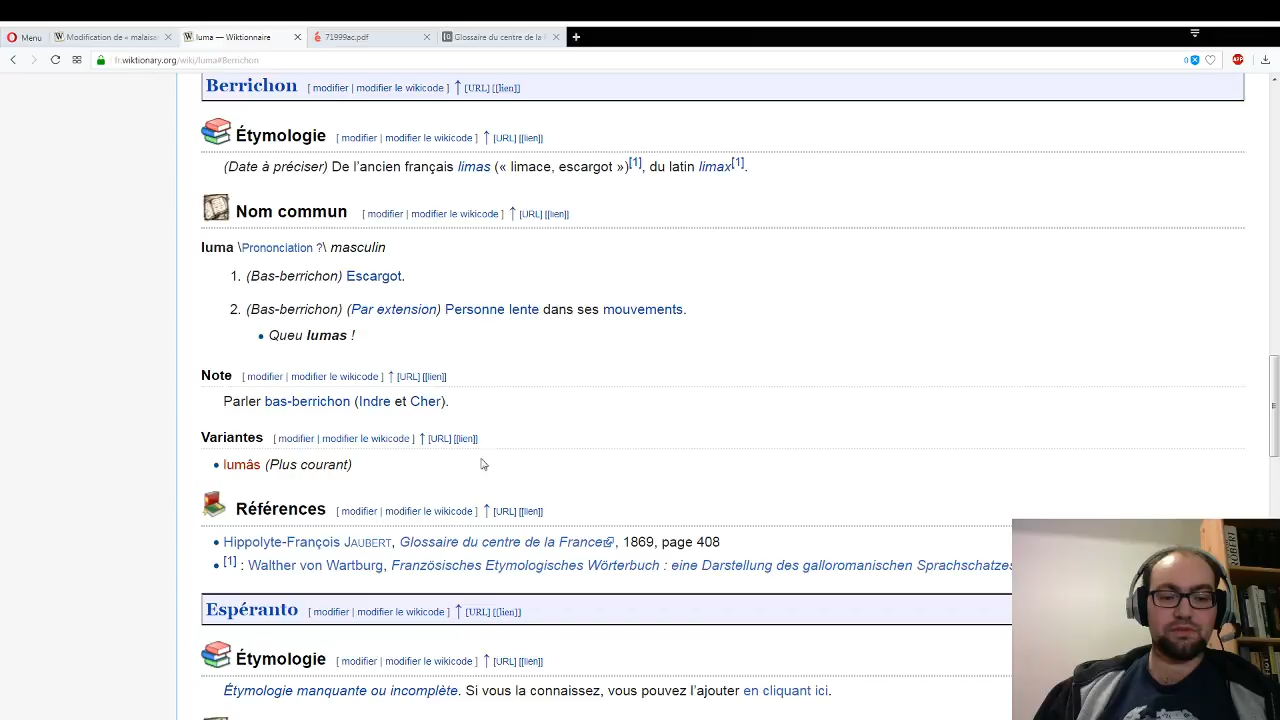 Menu
Modification de « malaisa
luma — Wiktionnaire
71999ac.pdf
Glossaire du centre de la F
fr.wiktionary.org/wiki/luma#Berrichon
0
ABP
Berrichon [ modifier | modifier le wikicode ] ↑ [URL] [[lien]]
Étymologie [ modifier | modifier le wikicode ] ↑ [URL] [[lien]]
(Date à préciser) De l’ancien français limas (« limace, escargot »)[1], du latin limax[1].
Nom commun [ modifier | modifier le wikicode ] ↑ [URL] [[lien]]
luma \Prononciation ?\ masculin
1. (Bas-berrichon) Escargot.
2. (Bas-berrichon) (Par extension) Personne lente dans ses mouvements.
• Queu lumas !
Note [ modifier | modifier le wikicode ] ↑ [URL] [[lien]]
Parler bas-berrichon (Indre et Cher).
Variantes [ modifier | modifier le wikicode ] ↑ [URL] [[lien]]
• lumâs (Plus courant)
Références [ modifier | modifier le wikicode ] ↑ [URL] [[lien]]
• Hippolyte-François JAUBERT, Glossaire du centre de la France, 1869, page 408
• [1] : Walther von Wartburg, Französisches Etymologisches Wörterbuch : eine Darstellung des galloromanischen Sprachschatzes
Espéranto [ modifier | modifier le wikicode ] ↑ [URL] [[lien]]
Étymologie [ modifier | modifier le wikicode ] ↑ [URL] [[lien]]
Étymologie manquante ou incomplète. Si vous la connaissez, vous pouvez l’ajouter en cliquant ici.